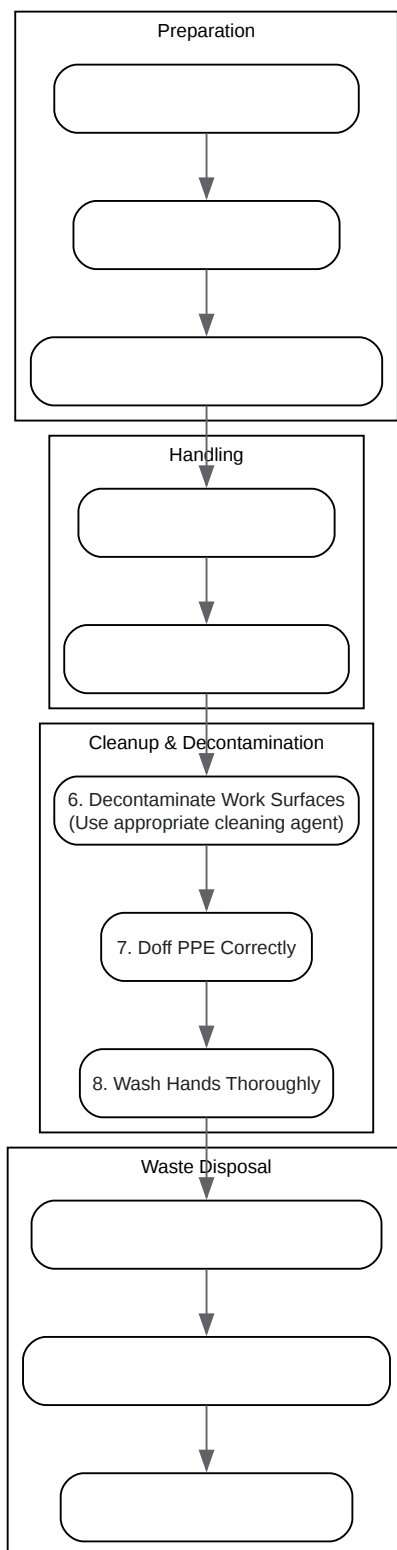 Preparation
Handling
Cleanup & Decontamination
6. Decontaminate Work Surfaces
(Use appropriate cleaning agent)
7. Doff PPE Correctly
8. Wash Hands Thoroughly
Waste Disposal